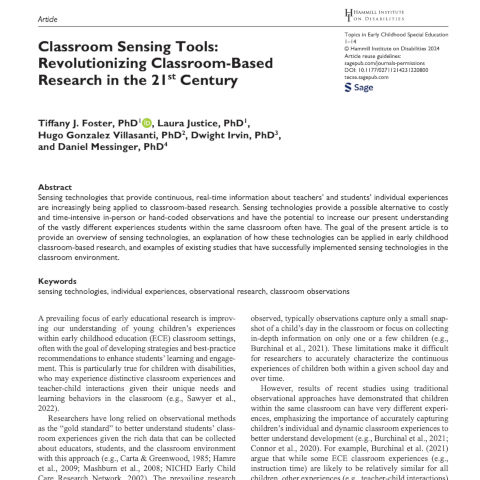 Article
HAMMILL INSTITUTE
ON DISABILITIES
Topics in Early Childhood Special Education
1–14
© Hammill Institute on Disabilities 2024
Article reuse guidelines:
sagepub.com/journals-permissions
DOI: 10.1177/02711214231220800
tecse.sagepub.com
Sage
Classroom Sensing Tools:
Revolutionizing Classroom-Based
Research in the 21st Century
Tiffany J. Foster, PhD1 iD, Laura Justice, PhD1,
Hugo Gonzalez Villasanti, PhD2, Dwight Irvin, PhD3,
and Daniel Messinger, PhD4
Abstract
Sensing technologies that provide continuous, real-time information about teachers' and students' individual experiences
are increasingly being applied to classroom-based research. Sensing technologies provide a possible alternative to costly
and time-intensive in-person or hand-coded observations and have the potential to increase our present understanding
of the vastly different experiences students within the same classroom often have. The goal of the present article is to
provide an overview of sensing technologies, an explanation of how these technologies can be applied in early childhood
classroom-based research, and examples of existing studies that have successfully implemented sensing technologies in the
classroom environment.
Keywords
sensing technologies, individual experiences, observational research, classroom observations
A prevailing focus of early educational research is improv-
ing our understanding of young children's experiences
within early childhood education (ECE) classroom settings,
often with the goal of developing strategies and best-practice
recommendations to enhance students' learning and engage-
ment. This is particularly true for children with disabilities,
who may experience distinctive classroom experiences and
teacher-child interactions given their unique needs and
learning behaviors in the classroom (e.g., Sawyer et al.,
2022).
Researchers have long relied on observational methods
as the "gold standard" to better understand students' class-
room experiences given the rich data that can be collected
about educators, students, and the classroom environment
with this approach (e.g., Carta & Greenwood, 1985; Hamre
et al., 2009; Mashburn et al., 2008; NICHD Early Child
Care Research Network, 2002). The prevailing research
observed, typically observations capture only a small snap-
shot of a child's day in the classroom or focus on collecting
in-depth information on only one or a few children (e.g.,
Burchinal et al., 2021). These limitations make it difficult
for researchers to accurately characterize the continuous
experiences of children both within a given school day and
over time.
However, results of recent studies using traditional
observational approaches have demonstrated that children
within the same classroom can have very different experi-
ences, emphasizing the importance of accurately capturing
children's individual and dynamic classroom experiences to
better understand development (e.g., Burchinal et al., 2021;
Connor et al., 2020). For example, Burchinal et al. (2021)
argue that while some ECE classroom experiences (e.g.,
instruction time) are likely to be relatively similar for all
children, other experiences (e.g., teacher-child interactions)